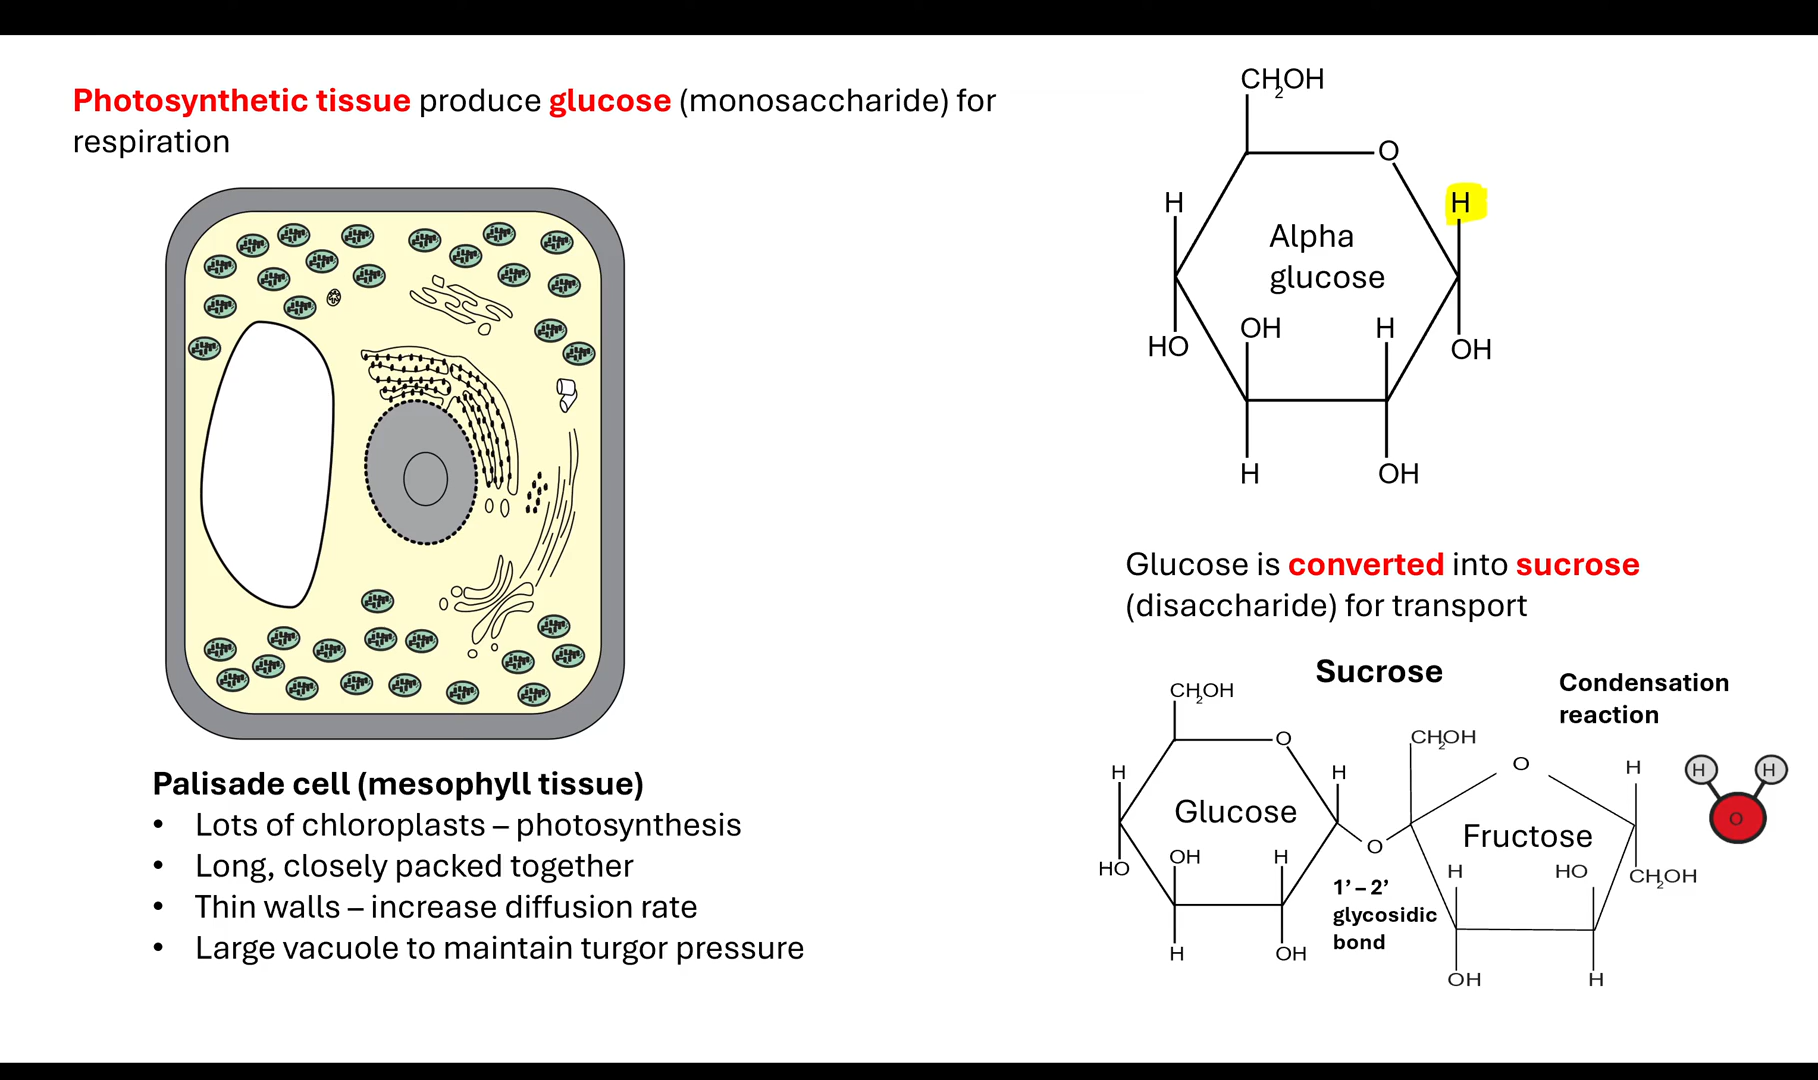 Photosynthetic tissue produce glucose (monosaccharide) for
respiration
CH₂OH
O
H
H
Alpha
glucose
OH
H
HO
OH
H
OH
Glucose is converted into sucrose
(disaccharide) for transport
Sucrose
Condensation
reaction
CH₂OH
O
CH₂OH
O
H
H
H
H
H
O
Glucose
Fructose
O
HO
OH
H
H
HO
CH₂OH
1’ – 2’
glycosidic
bond
H
OH
OH
H
Palisade cell (mesophyll tissue)
• Lots of chloroplasts – photosynthesis
• Long, closely packed together
• Thin walls – increase diffusion rate
• Large vacuole to maintain turgor pressure